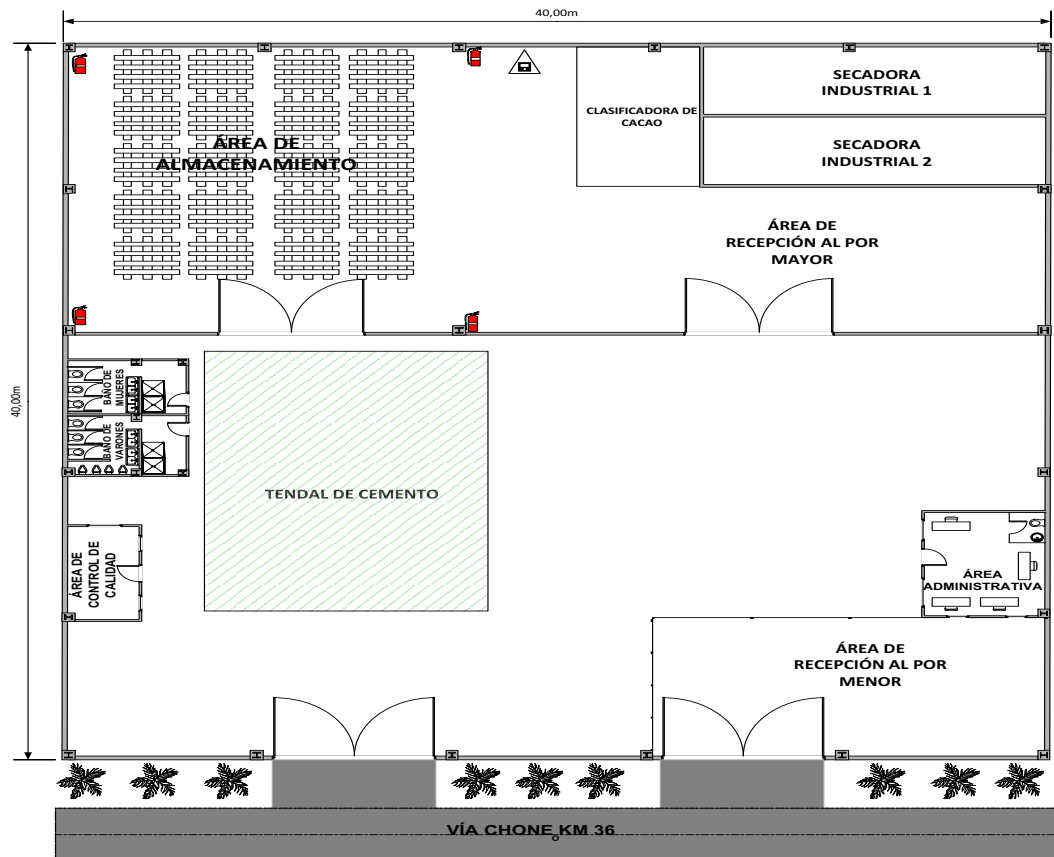 40,00m
SECADORA
INDUSTRIAL 1
CLASIFICADORA DE
CACAO
ÁREA DE
ALMACENAMIENTO
SECADORA
INDUSTRIAL 2
ÁREA DE
RECEPCIÓN AL POR
MAYOR
40,00m
BAÑO DE
MUJERES
BAÑO DE
VARONES
TENDAL DE CEMENTO
ÁREA DE
CONTROL DE
CALIDAD
ÁREA
ADMINISTRATIVA
ÁREA DE
RECEPCIÓN AL POR
MENOR
VÍA CHONE KM 36